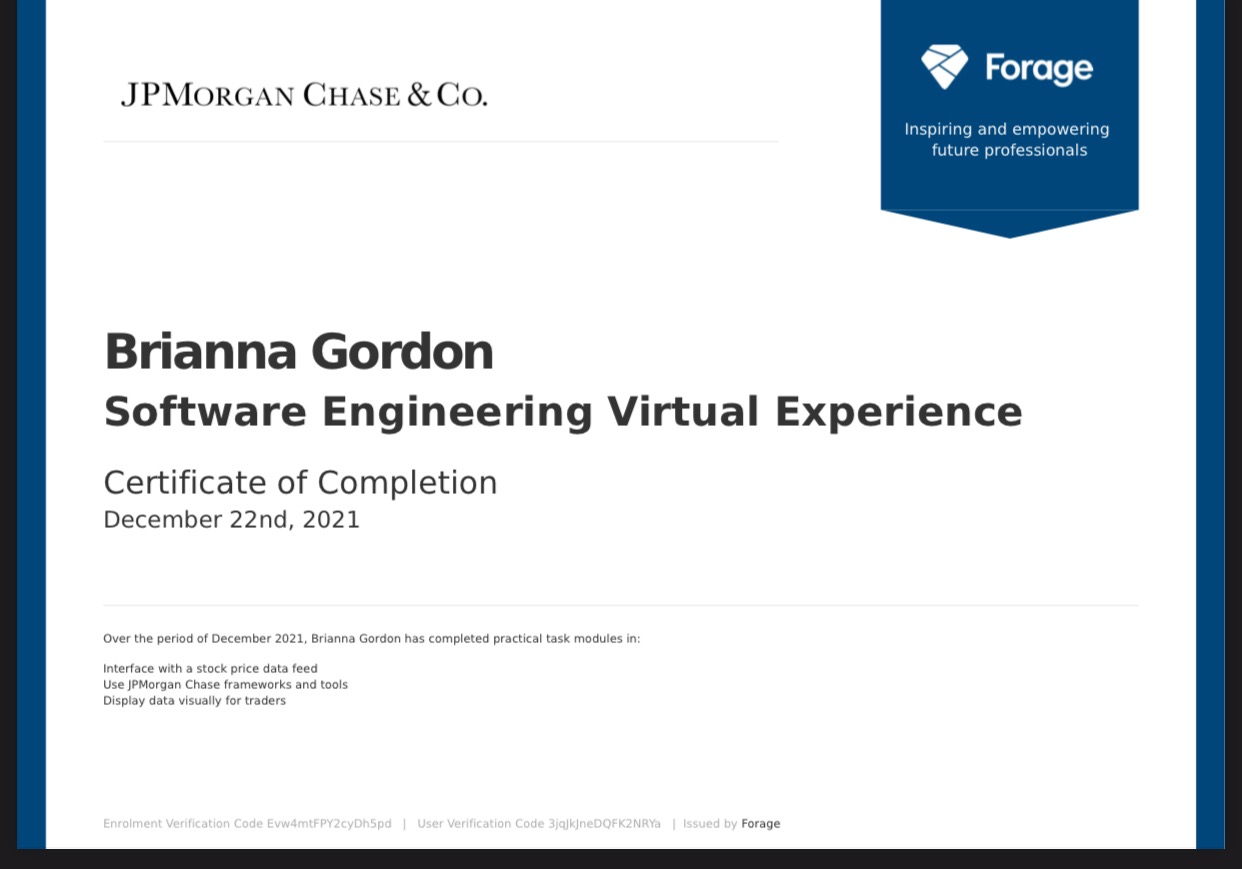 JPMORGAN CHASE & CO.
Forage
Inspiring and empowering
future professionals
Brianna Gordon
Software Engineering Virtual Experience
Certificate of Completion
December 22nd, 2021
Over the period of December 2021, Brianna Gordon has completed practical task modules in:
Interface with a stock price data feed
Use JPMorgan Chase frameworks and tools
Display data visually for traders
Enrolment Verification Code Evw4mtFPY2cyDh5pd | User Verification Code 3jqJkJneDQFK2NRYa | Issued by Forage